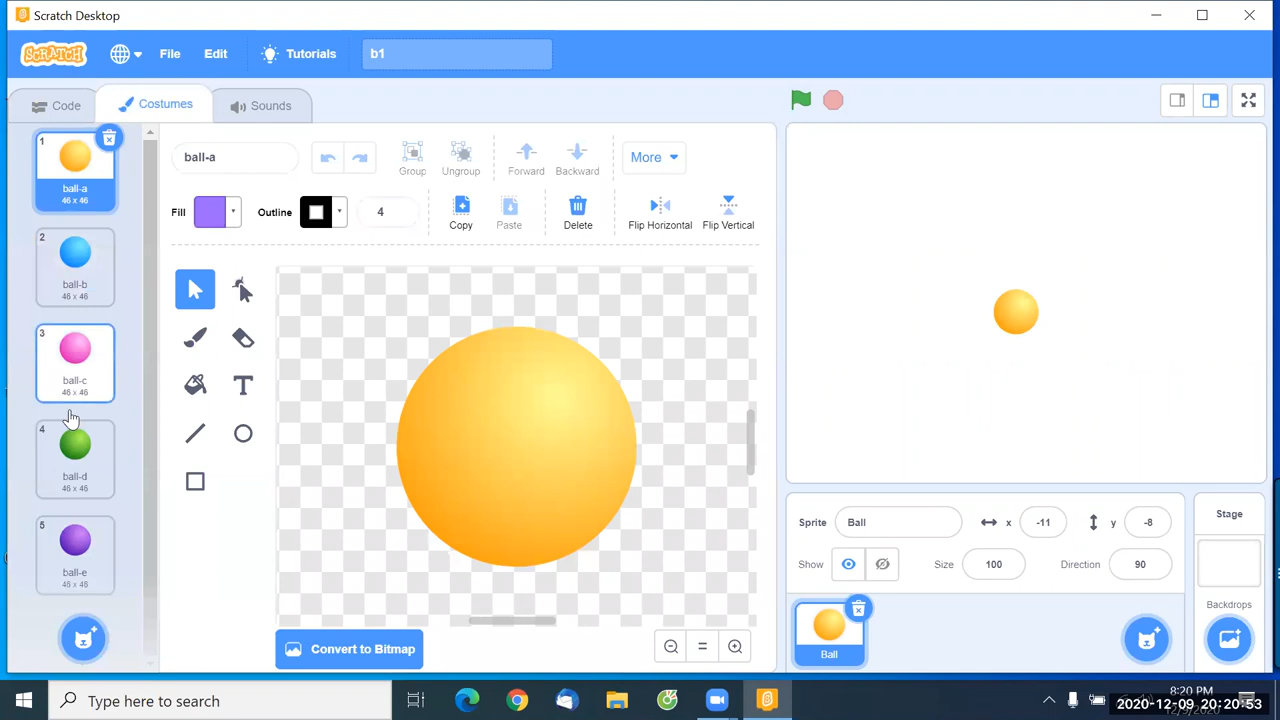 Scratch Desktop
SCRATCH File Edit Tutorials b1
Code Costumes Sounds
1
ball-a
46 x 46
2
ball-b
46 x 46
3
ball-c
46 x 46
4
ball-d
46 x 46
5
ball-e
46 x 46
ball-a Group Ungroup Forward Backward More
Fill Outline 4 Copy Paste Delete Flip Horizontal Flip Vertical
T
Convert to Bitmap
Sprite Ball x -11 y -8
Show Size 100 Direction 90
Ball
Stage
Backdrops
Type here to search
8:20 PM
2020-12-09 20:20:53